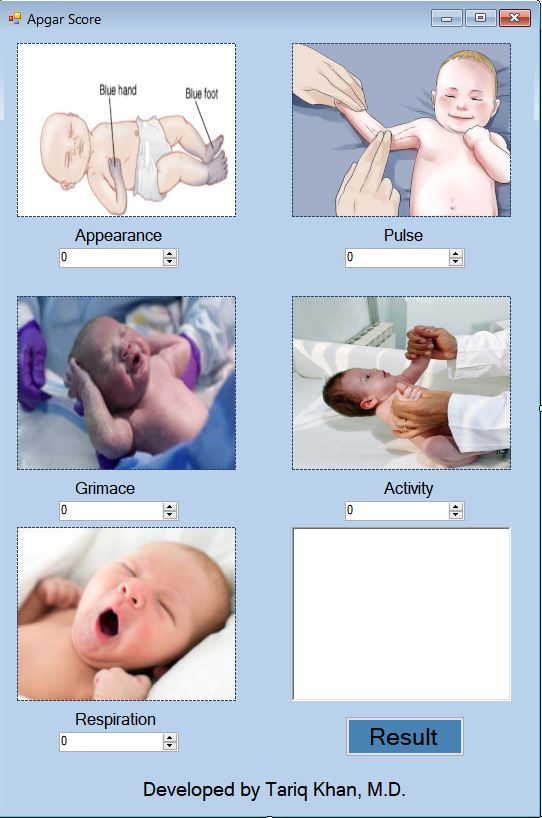 Apgar Score
Blue hand
Blue foot
Appearance
Pulse
0
0
Grimace
Activity
0
0
Respiration
0
Result
Developed by Tariq Khan, M.D.